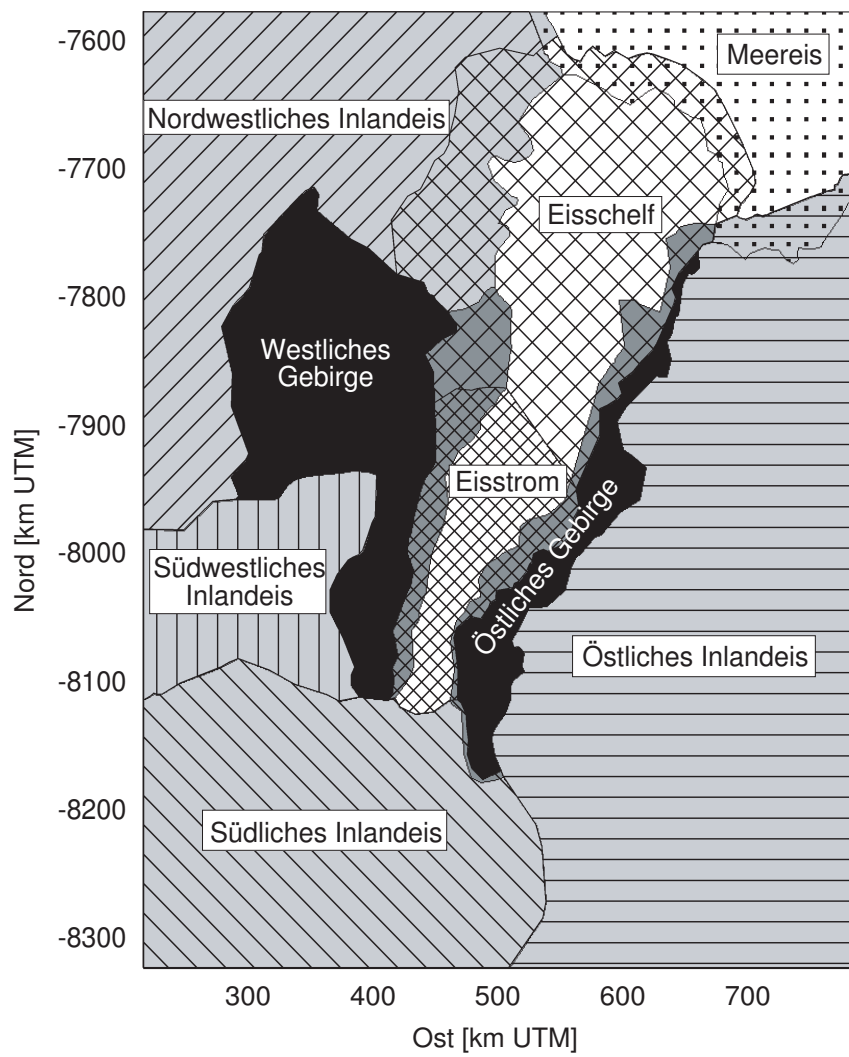 -7600
Meereis
Nordwestliches Inlandeis
-7700
Eisschelf
-7800
Westliches
Gebirge
-7900
Eisstrom
Nord [km UTM]
-8000
Südwestliches
Inlandeis
Östliches Gebirge
Östliches Inlandeis
-8100
-8200
Südliches Inlandeis
-8300
300 400 500 600 700
Ost [km UTM]